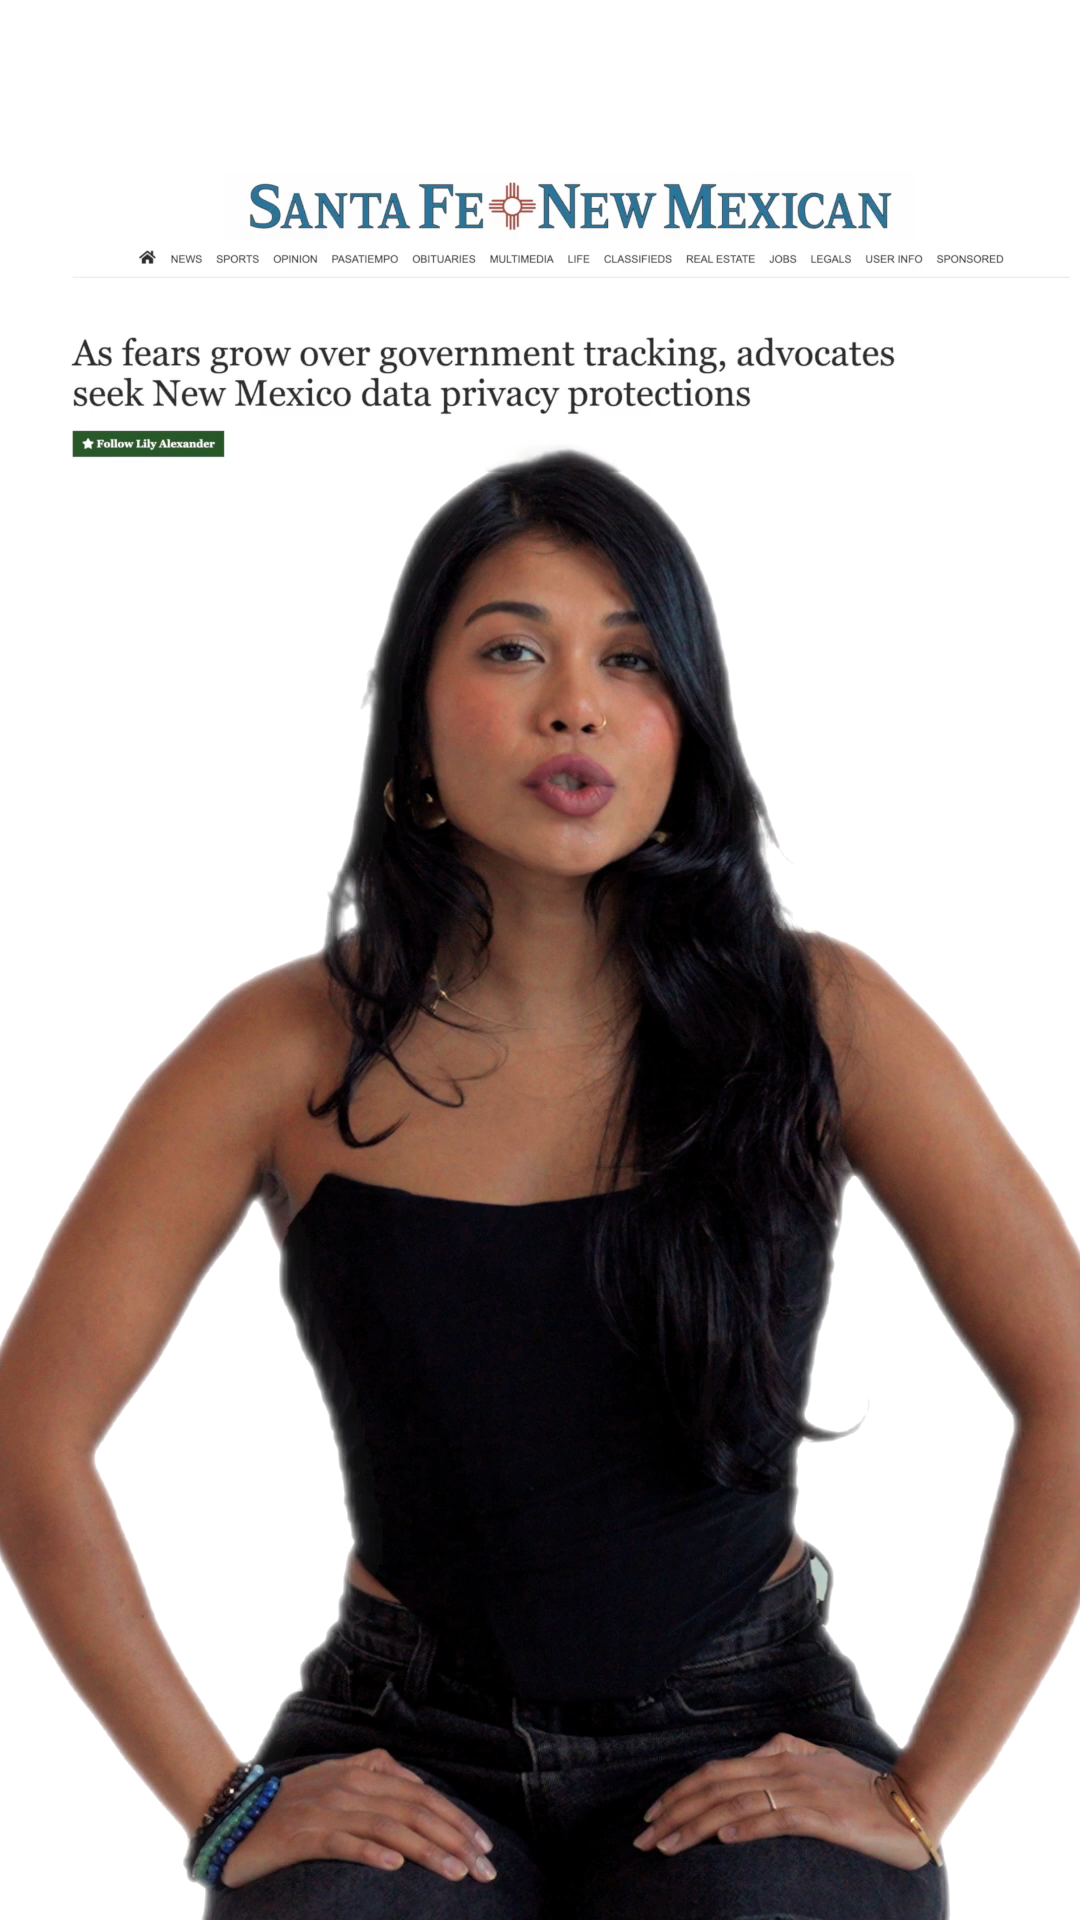 SANTA FE NEW MEXICAN
NEWS SPORTS OPINION PASATIEMPO OBITUARIES MULTIMEDIA LIFE CLASSIFIEDS REAL ESTATE JOBS LEGALS USER INFO SPONSORED
As fears grow over government tracking, advocates
seek New Mexico data privacy protections
Follow Lily Alexander